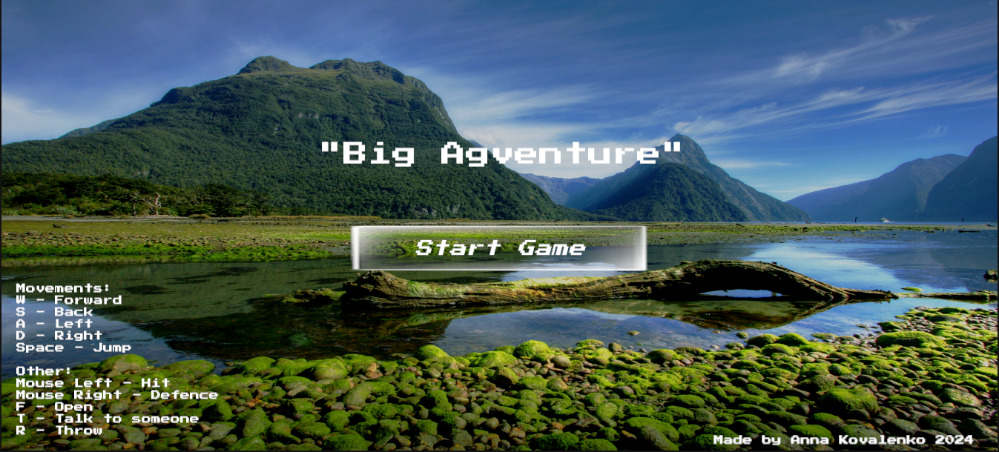 "Big Agventure"
Start Game
Movements:
W - Forward
S - Back
A - Left
D - Right
Space - Jump
Other:
Mouse Left - Hit
Mouse Right - Defence
F - Open
T - Talk to someone
R - Throw
Made by Anna Kovalenko 2024